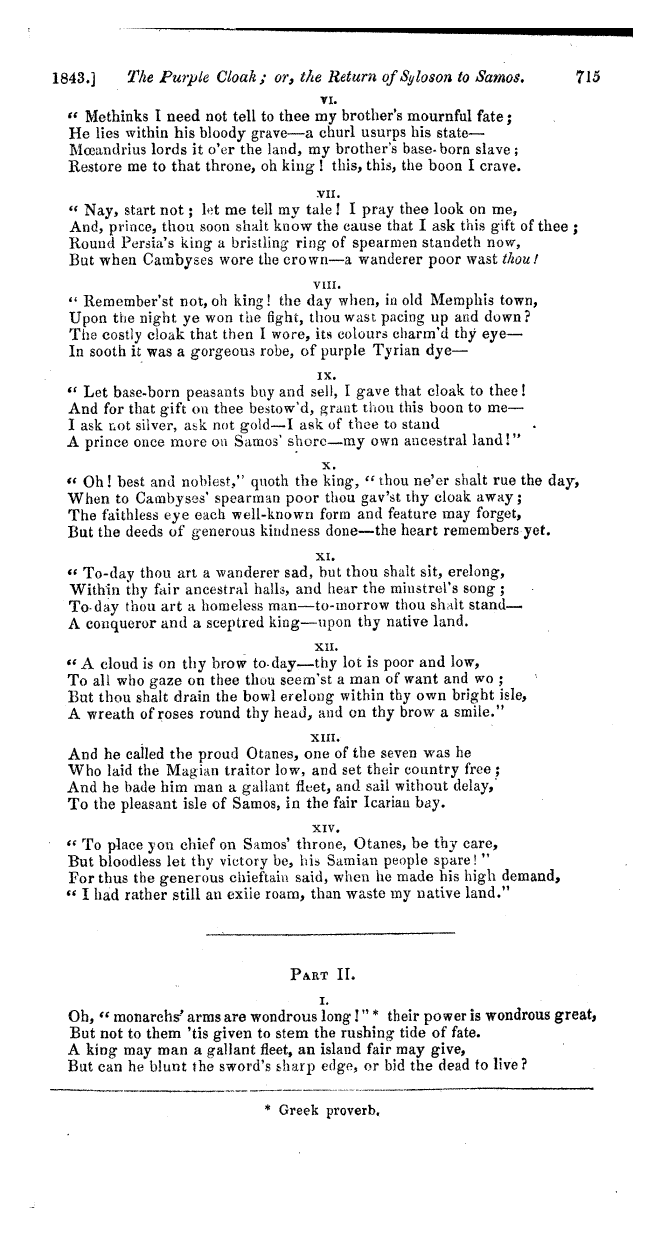 1843.] The Purple Cloak; or, the Return of Syloson to Samos. 715
VI.
“ Methinks I need not tell to thee my brother's mournful fate;
He lies within his bloody grave—a churl usurps his state—
Mœandrius lords it o'er the land, my brother's base-born slave;
Restore me to that throne, oh king! this, this, the boon I crave.
VII.
“ Nay, start not; let me tell my tale! I pray thee look on me,
And, prince, thou soon shalt know the cause that I ask this gift of thee;
Round Persia's king a bristling ring of spearmen standeth now,
But when Cambyses wore the crown—a wanderer poor wast thou!
VIII.
“ Remember'st not, oh king! the day when, in old Memphis town,
Upon the night ye won the fight, thou wast pacing up and down?
The costly cloak that then I wore, its colours charm'd thy eye—
In sooth it was a gorgeous robe, of purple Tyrian dye—
IX.
“ Let base-born peasants buy and sell, I gave that cloak to thee!
And for that gift on thee bestow'd, grant thou this boon to me—
I ask not silver, ask not gold—I ask of thee to stand
A prince once more on Samos' shore—my own ancestral land!”
X.
“ Oh! best and noblest,” quoth the king, “ thou ne'er shalt rue the day,
When to Cambyses' spearman poor thou gav'st thy cloak away;
The faithless eye each well-known form and feature may forget,
But the deeds of generous kindness done—the heart remembers yet.
XI.
“ To-day thou art a wanderer sad, but thou shalt sit, erelong,
Within thy fair ancestral halls, and hear the minstrel's song;
To-day thou art a homeless man—to-morrow thou shalt stand—
A conqueror and a sceptred king—upon thy native land.
XII.
“ A cloud is on thy brow to-day—thy lot is poor and low,
To all who gaze on thee thou seem'st a man of want and wo;
But thou shalt drain the bowl erelong within thy own bright isle,
A wreath of roses round thy head, and on thy brow a smile.”
XIII.
And he called the proud Otanes, one of the seven was he
Who laid the Magian traitor low, and set their country free;
And he bade him man a gallant fleet, and sail without delay,
To the pleasant isle of Samos, in the fair Icarian bay.
XIV.
“ To place yon chief on Samos' throne, Otanes, be thy care,
But bloodless let thy victory be, his Samian people spare!”
For thus the generous chieftain said, when he made his high demand,
“ I had rather still an exile roam, than waste my native land.”
PART II.
I.
Oh, “ monarchs' arms are wondrous long!” * their power is wondrous great,
But not to them 'tis given to stem the rushing tide of fate.
A king may man a gallant fleet, an island fair may give,
But can he blunt the sword's sharp edge, or bid the dead to live?
* Greek proverb.